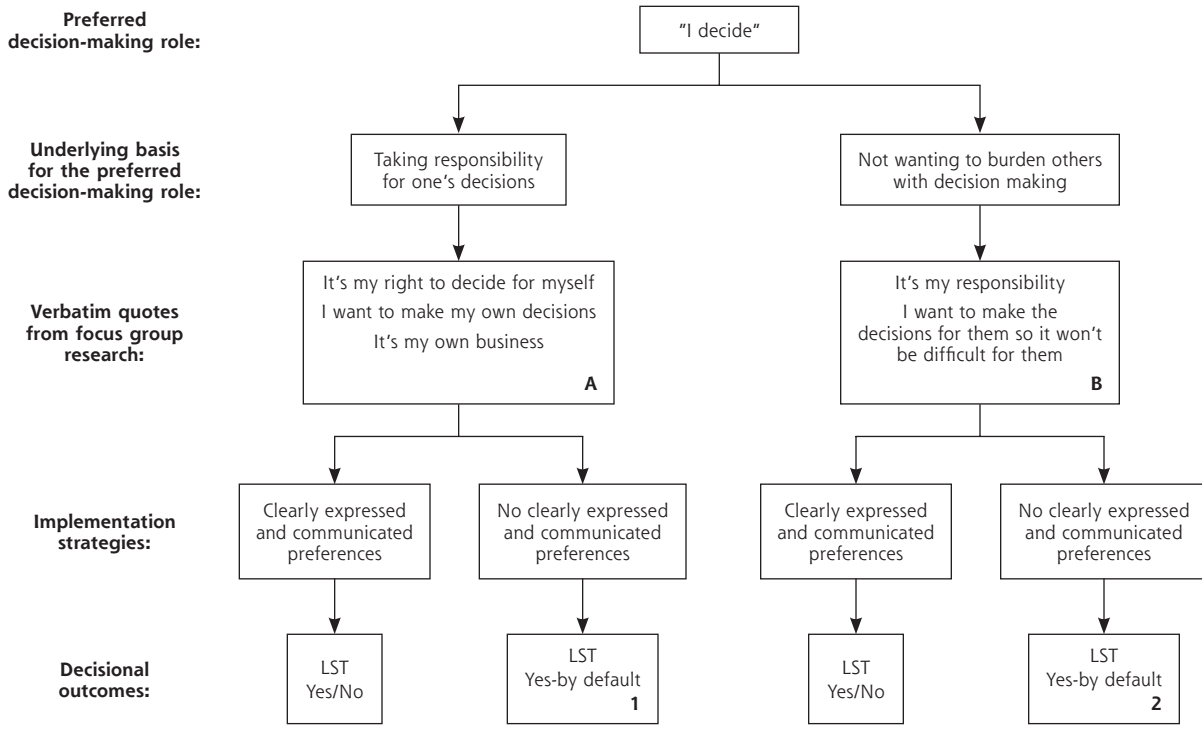 Preferred
decision-making role:
"I decide"
Underlying basis
for the preferred
decision-making role:
Taking responsibility
for one's decisions
Not wanting to burden others
with decision making
Verbatim quotes
from focus group
research:
It's my right to decide for myself
I want to make my own decisions
It's my own business
A
It's my responsibility
I want to make the
decisions for them so it won't
be difficult for them
B
Implementation
strategies:
Clearly expressed
and communicated
preferences
No clearly expressed
and communicated
preferences
Clearly expressed
and communicated
preferences
No clearly expressed
and communicated
preferences
Decisional
outcomes:
LST
Yes/No
LST
Yes-by default
1
LST
Yes/No
LST
Yes-by default
2